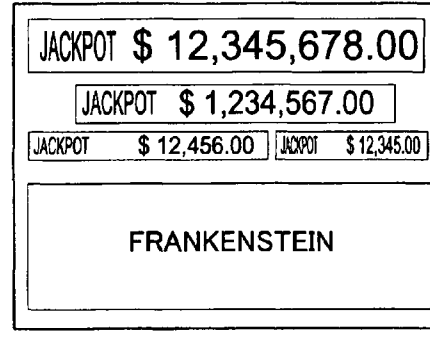 JACKPOT $ 12,345,678.00
JACKPOT $ 1,234,567.00
JACKPOT $ 12,456.00 JACKPOT $ 12,345.00
FRANKENSTEIN